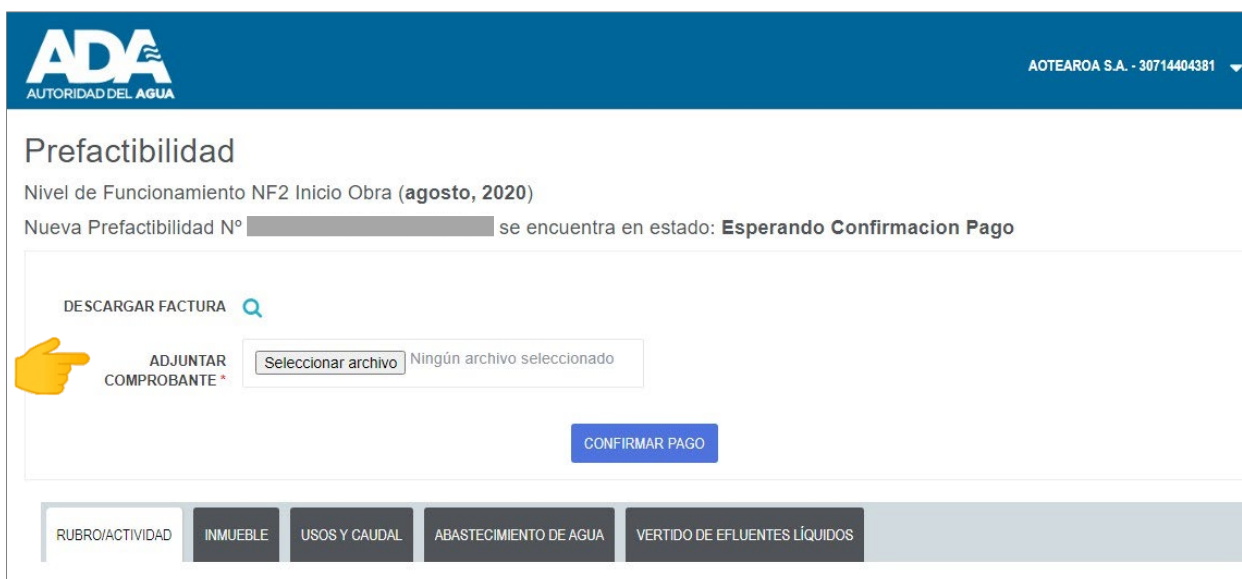 ADA
AUTORIDAD DEL AGUA
AOTEAROA S.A. - 30714404381
Prefactibilidad
Nivel de Funcionamiento NF2 Inicio Obra (agosto, 2020)
Nueva Prefactibilidad Nº se encuentra en estado: Esperando Confirmacion Pago
DESCARGAR FACTURA
ADJUNTAR
COMPROBANTE *
Seleccionar archivo Ningún archivo seleccionado
CONFIRMAR PAGO
RUBRO/ACTIVIDAD INMUEBLE USOS Y CAUDAL ABASTECIMIENTO DE AGUA VERTIDO DE EFLUENTES LÍQUIDOS